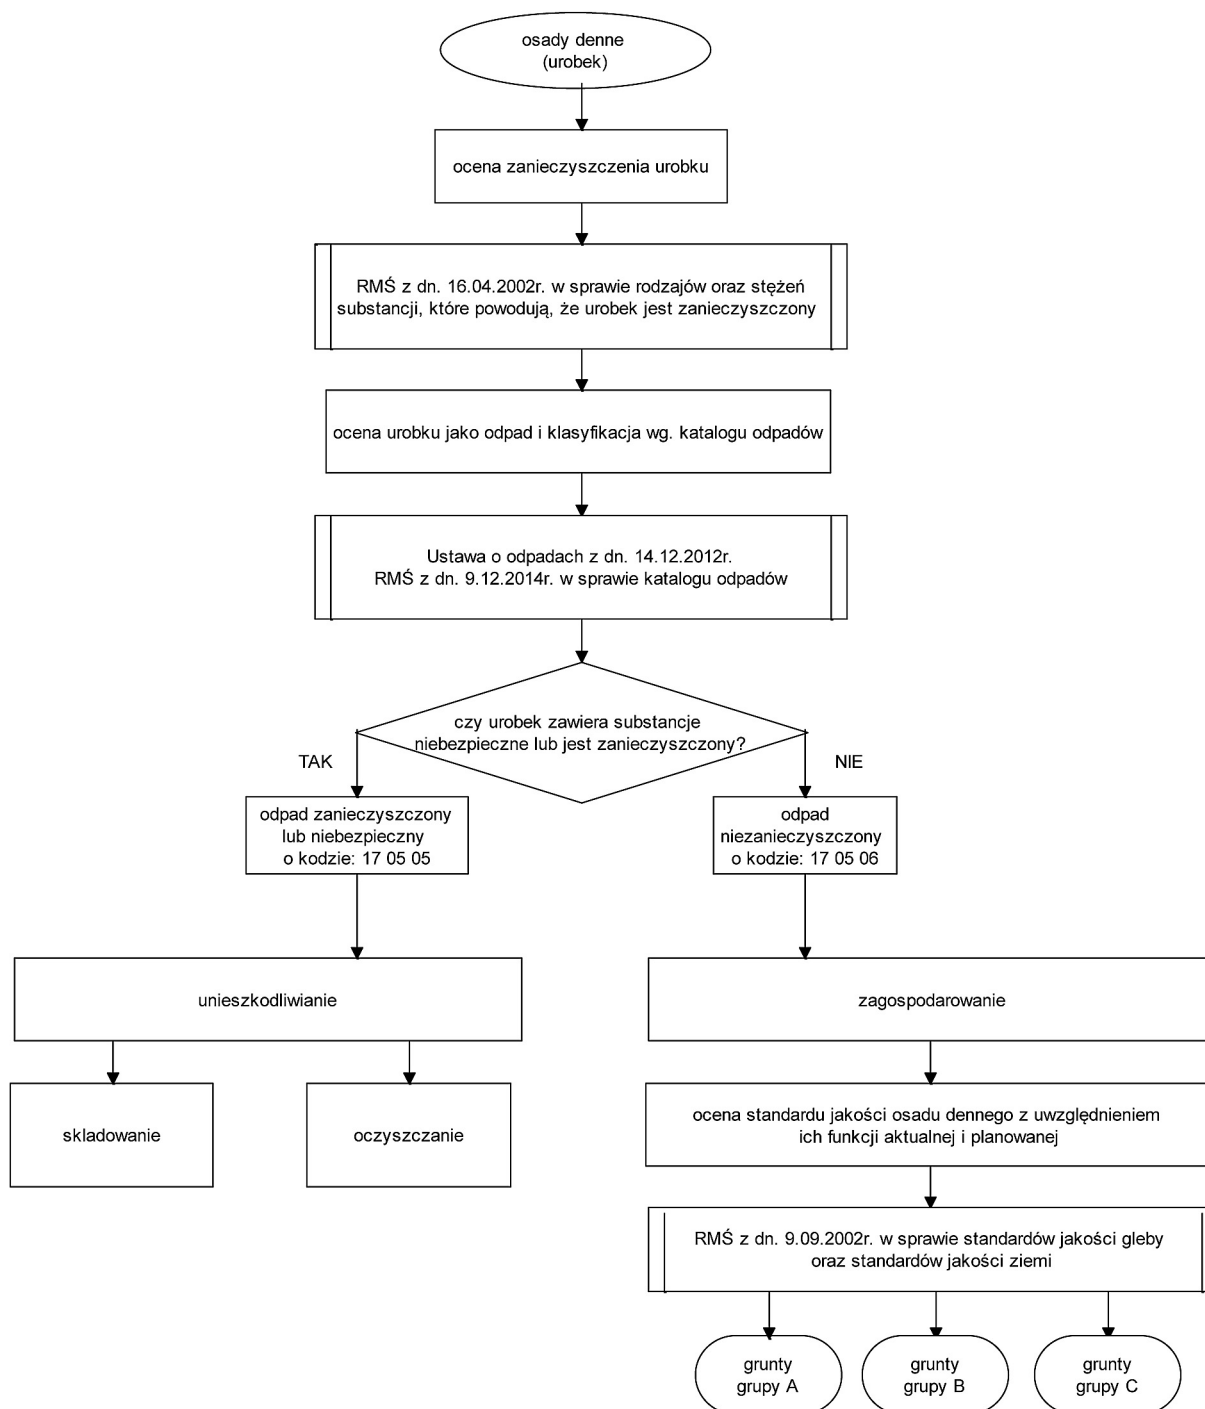 osady denne
(urobek)
ocena zanieczyszczenia urobku
RMŚ z dn. 16.04.2002r. w sprawie rodzajów oraz stężeń
substancji, które powodują, że urobek jest zanieczyszczony
ocena urobku jako odpad i klasyfikacja wg. katalogu odpadów
Ustawa o odpadach z dn. 14.12.2012r.
RMŚ z dn. 9.12.2014r. w sprawie katalogu odpadów
czy urobek zawiera substancje
niebezpieczne lub jest zanieczyszczony?
TAK
NIE
odpad zanieczyszczony
lub niebezpieczny
o kodzie: 17 05 05
odpad
niezanieczyszczony
o kodzie: 17 05 06
unieszkodliwianie
zagospodarowanie
skladowanie
oczyszczanie
ocena standardu jakości osadu dennego z uwzględnieniem
ich funkcji aktualnej i planowanej
RMŚ z dn. 9.09.2002r. w sprawie standardów jakości gleby
oraz standardów jakości ziemi
grunty
grupy A
grunty
grupy B
grunty
grupy C